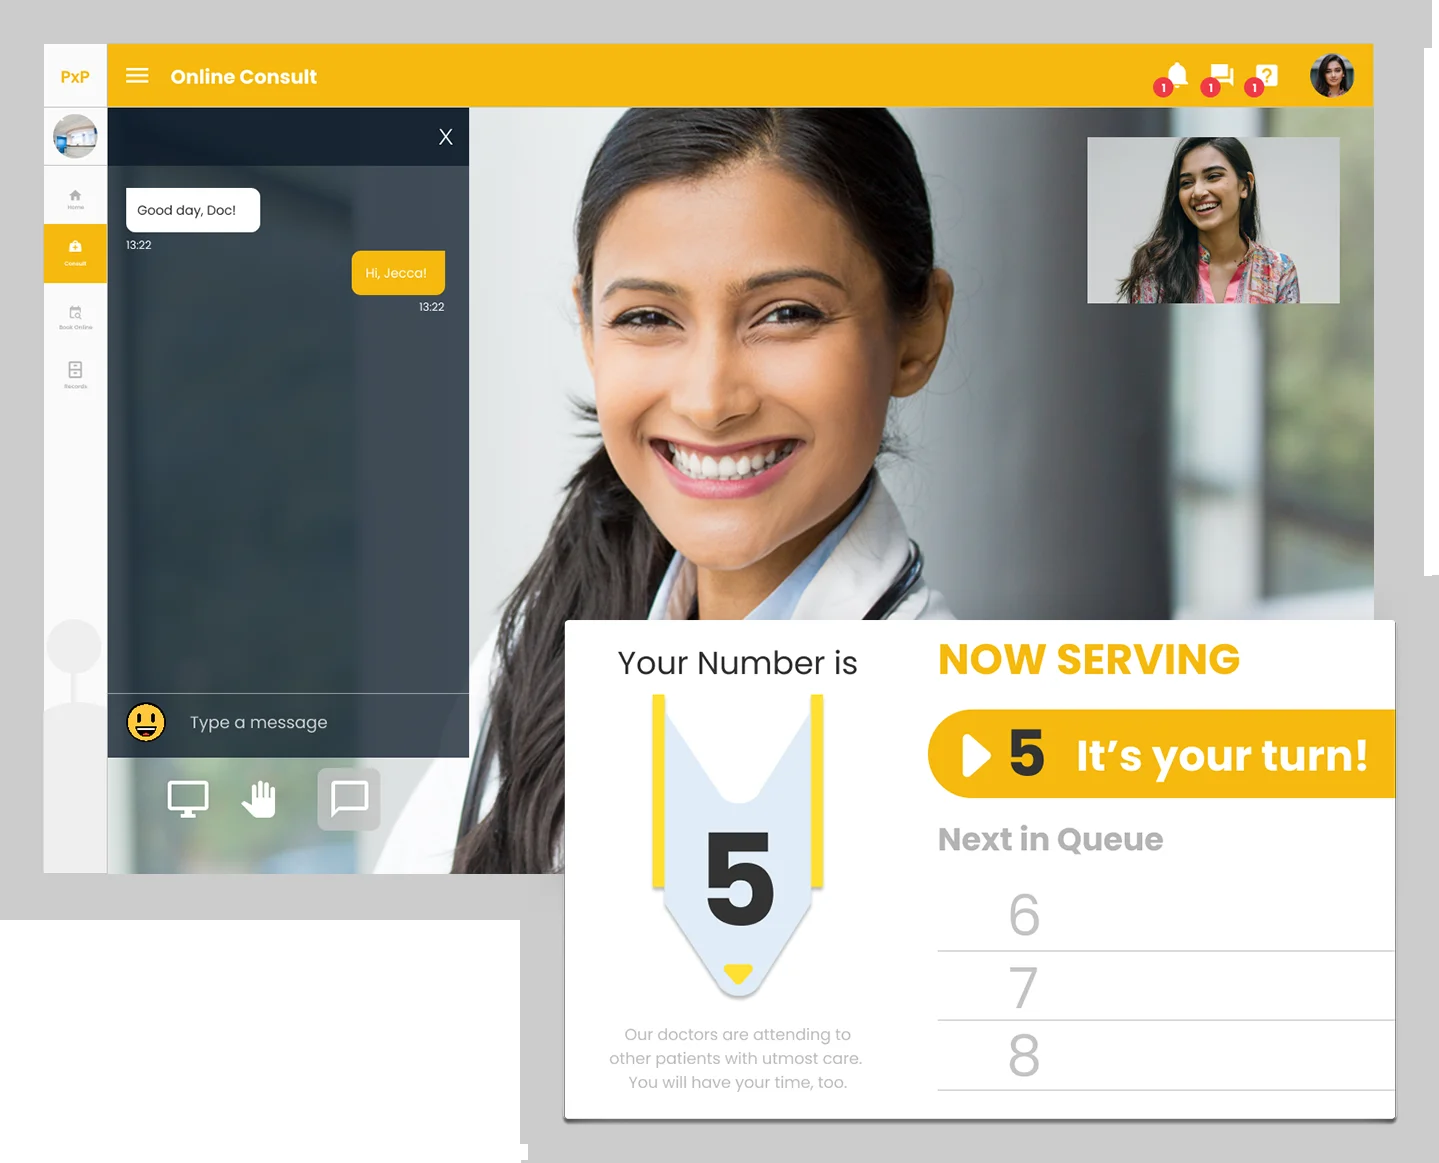 PxP
Online Consult
1
1
?
1
Home
Consult
Book Online
Records
X
Good day, Doc!
13:22
Hi, Jecca!
13:22
Type a message
Your Number is
5
Our doctors are attending to
other patients with utmost care.
You will have your time, too.
NOW SERVING
5 It's your turn!
Next in Queue
6
7
8